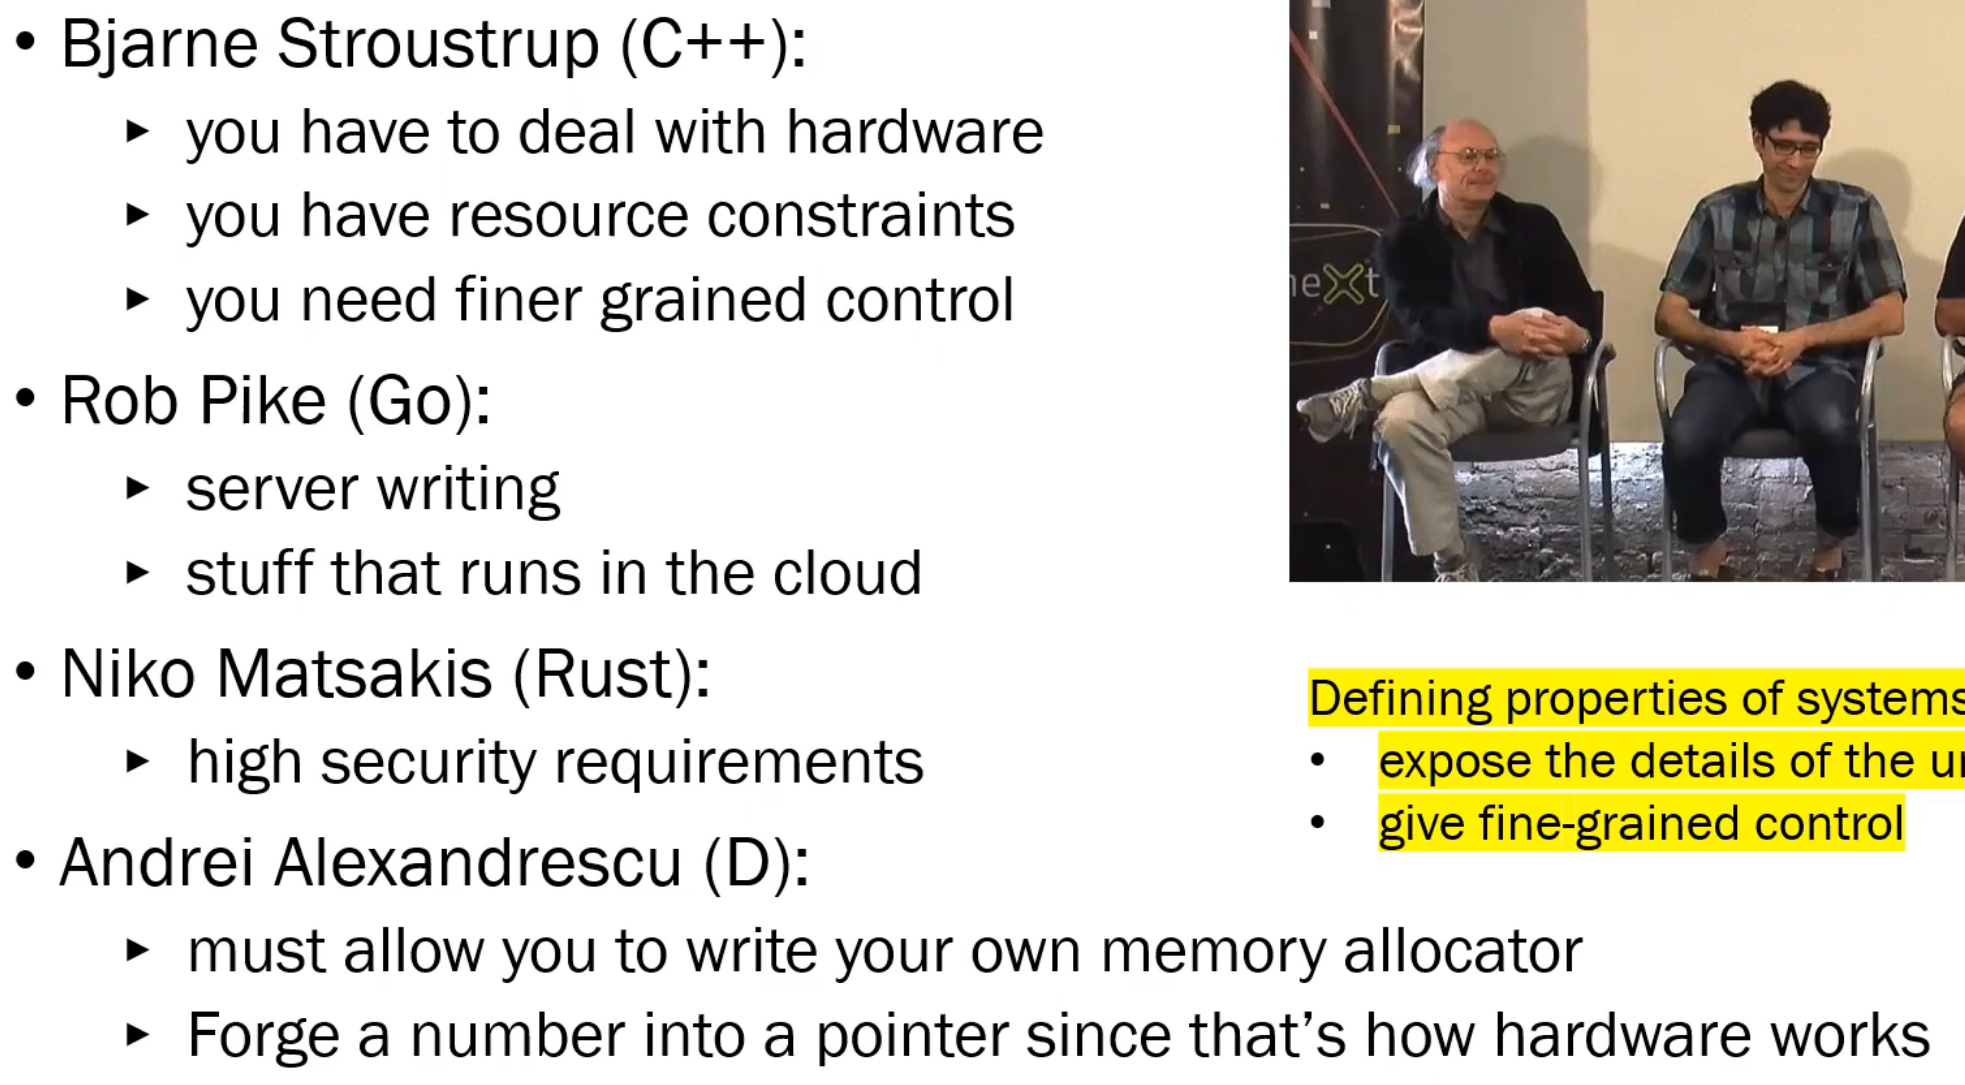 • Bjarne Stroustrup (C++):
▸ you have to deal with hardware
▸ you have resource constraints
▸ you need finer grained control
• Rob Pike (Go):
▸ server writing
▸ stuff that runs in the cloud
• Niko Matsakis (Rust):
▸ high security requirements
• Andrei Alexandrescu (D):
▸ must allow you to write your own memory allocator
▸ Forge a number into a pointer since that’s how hardware works
neXt
Defining properties of systems
• expose the details of the
• give fine-grained control